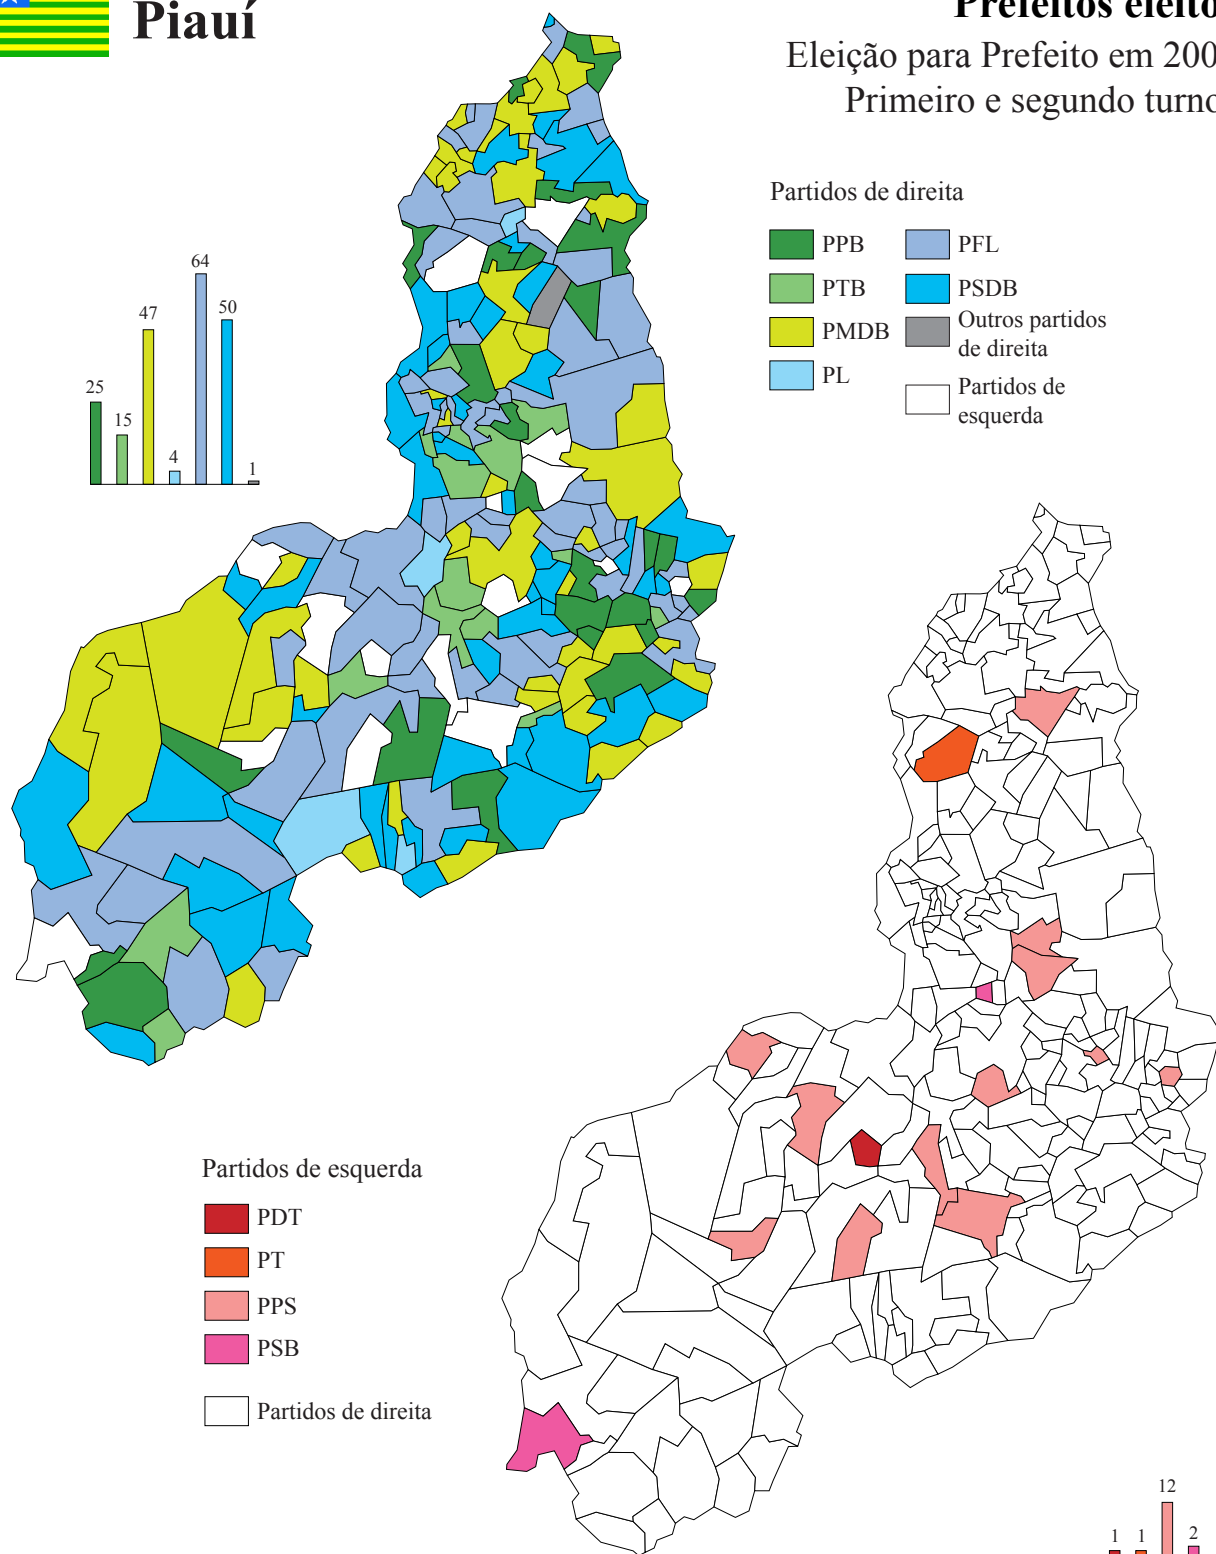 Piauí
Prefeitos eleito
Eleição para Prefeito em 200
Primeiro e segundo turno
Partidos de direita
PPB
PFL
PTB
PSDB
PMDB
Outros partidos
de direita
PL
Partidos de
esquerda
25
15
47
4
64
50
1
Partidos de esquerda
PDT
PT
PPS
PSB
Partidos de direita
1
1
12
2